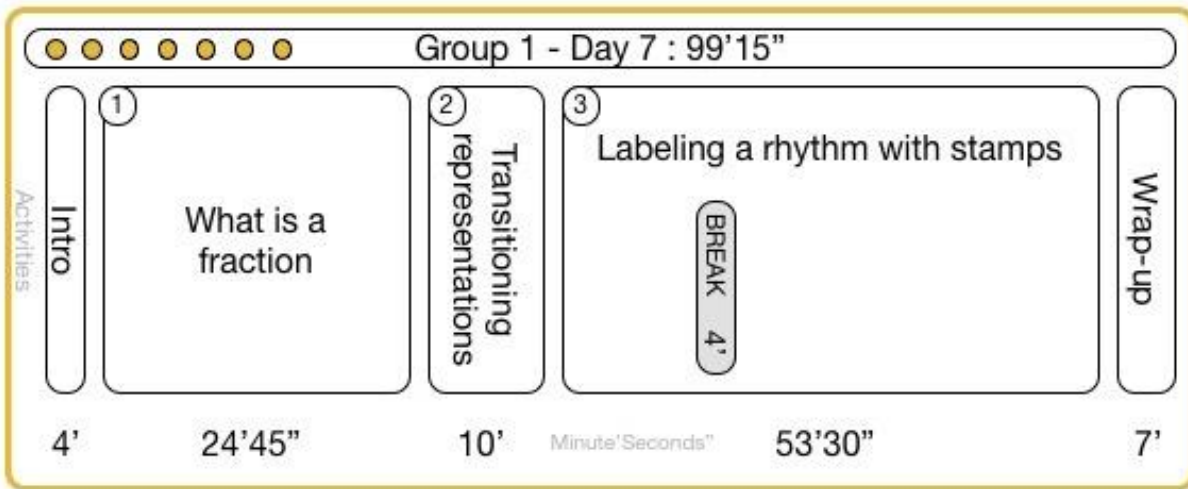 Group 1 - Day 7 : 99’15”
Activities
Intro
1
What is a
fraction
2
Transitioning
representations
3
Labeling a rhythm with stamps
BREAK 4’
Wrap-up
4’
24’45”
10’
Minute’Seconds”
53’30”
7’